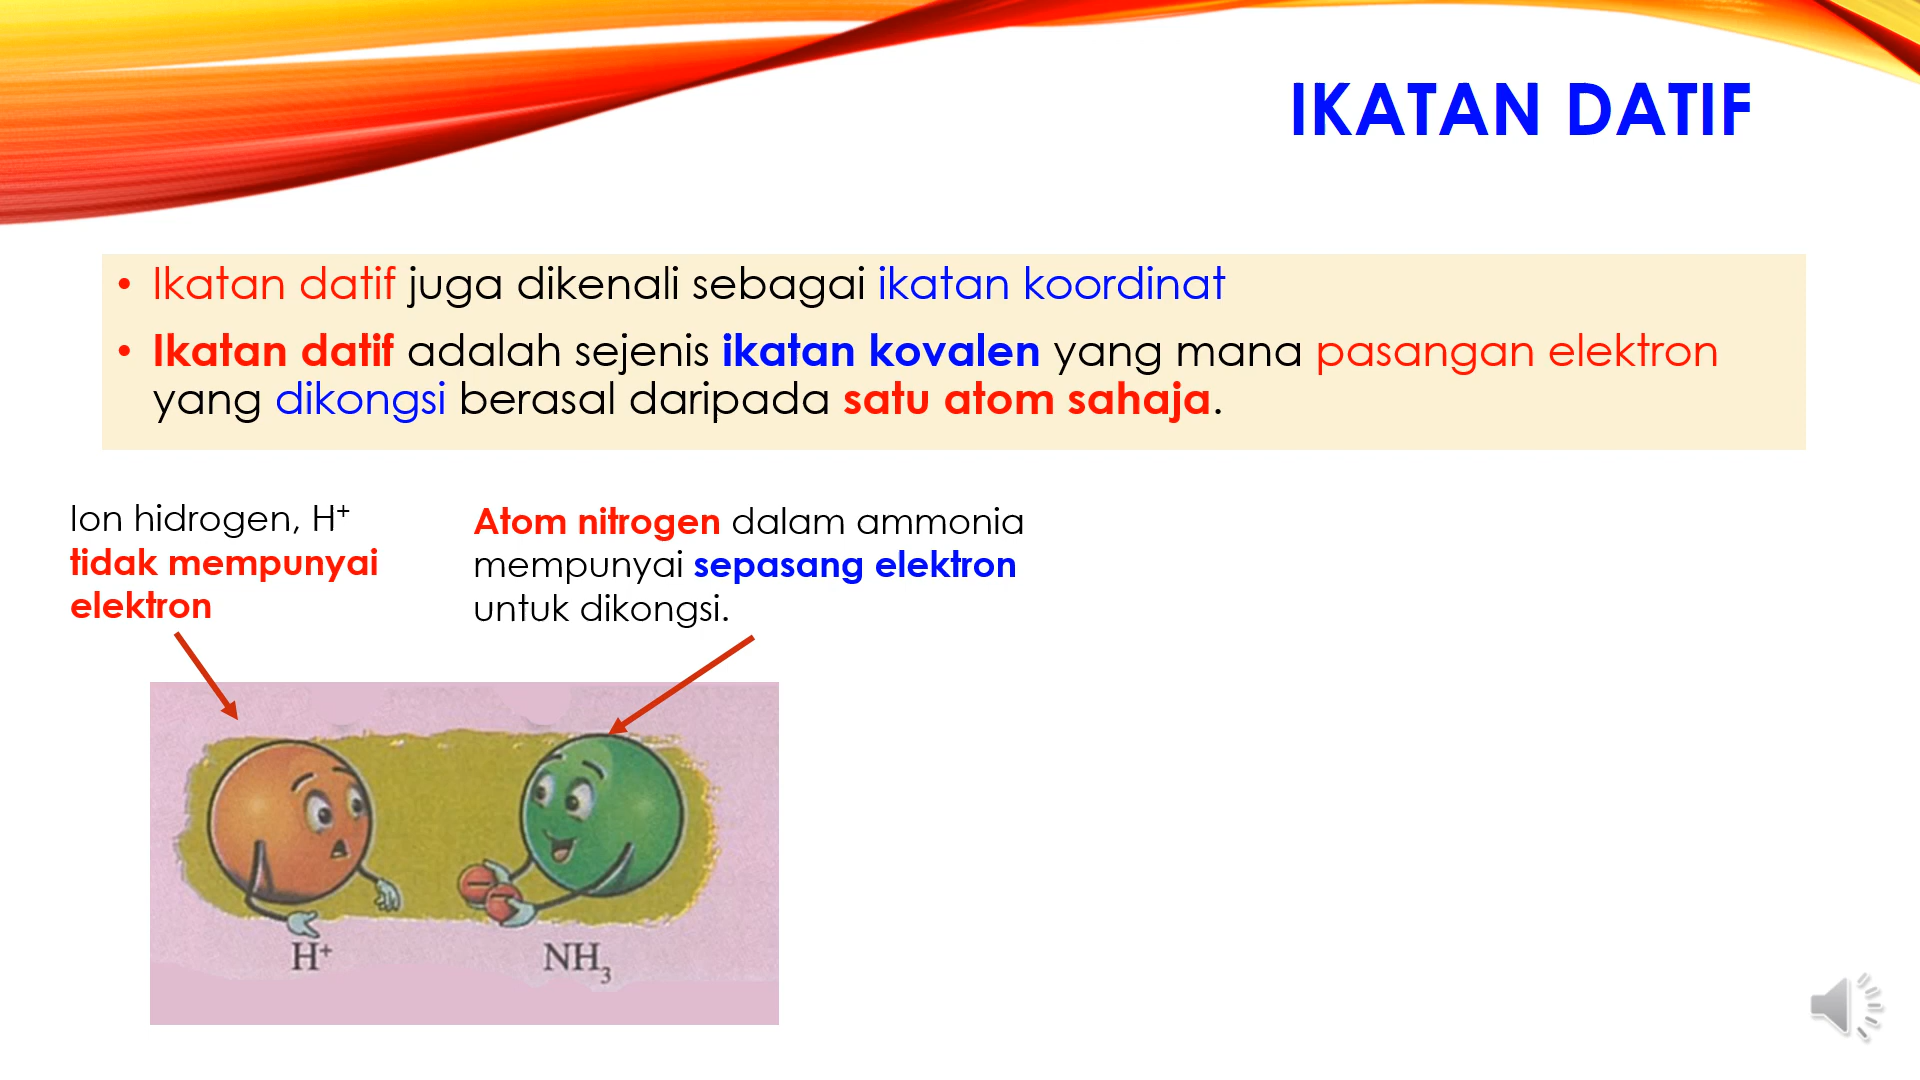 IKATAN DATIF
• Ikatan datif juga dikenali sebagai ikatan koordinat
• Ikatan datif adalah sejenis ikatan kovalen yang mana pasangan elektron
yang dikongsi berasal daripada satu atom sahaja.
Ion hidrogen, H⁺
tidak mempunyai
elektron
Atom nitrogen dalam ammonia
mempunyai sepasang elektron
untuk dikongsi.
H⁺
NH₃